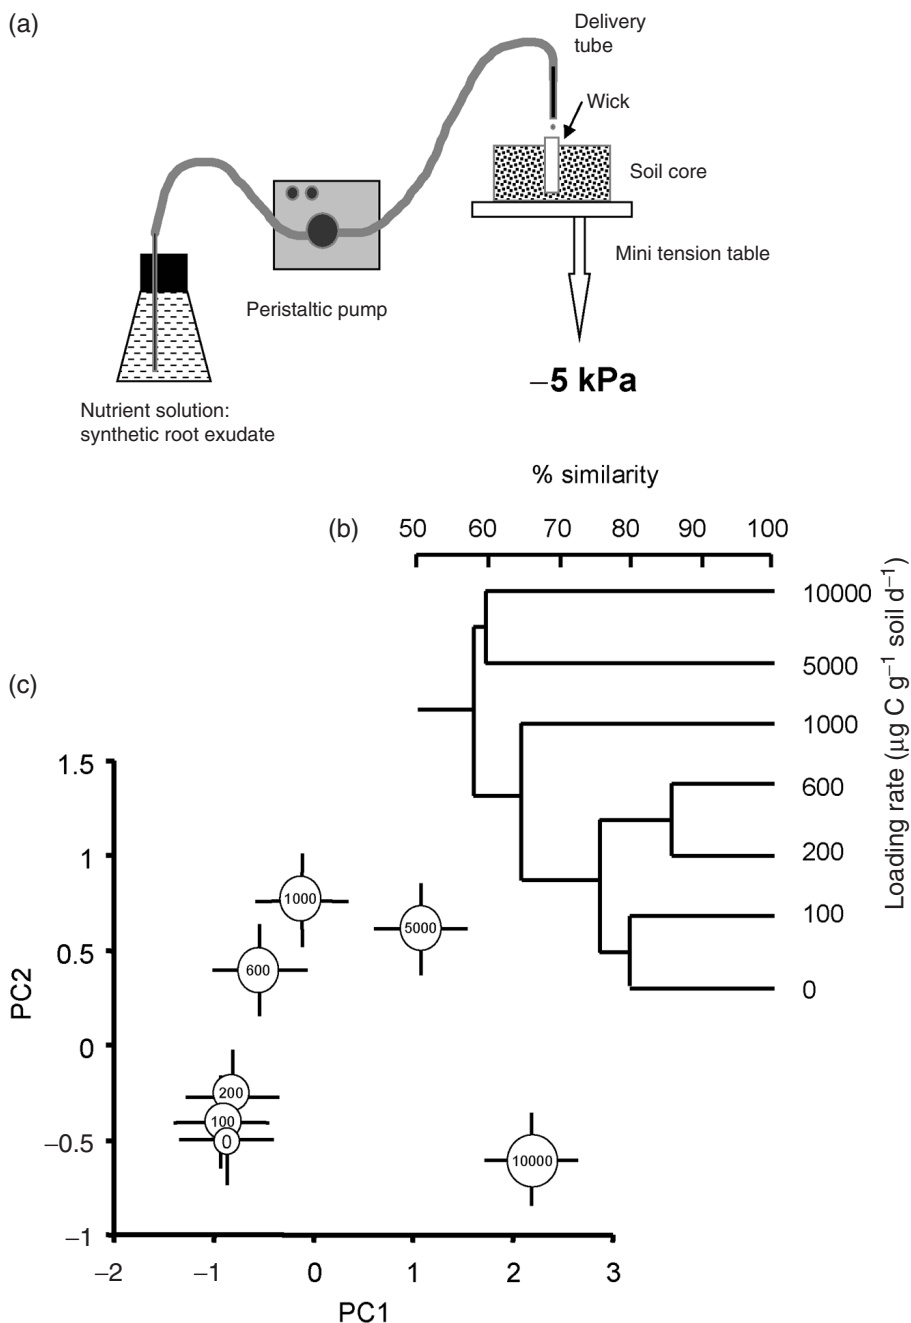 (a)
Delivery
tube
Wick
Soil core
Mini tension table
Peristaltic pump
–5 kPa
Nutrient solution:
synthetic root exudate
% similarity
(b)
50 60 70 80 90 100
10000
5000
1000
600
200
100
0
Loading rate (µg C g⁻¹ soil d⁻¹)
(c)
1.5
1
0.5
0
–0.5
–1
PC2
1000
5000
600
200
100
0
10000
–2 –1 0 1 2 3
PC1